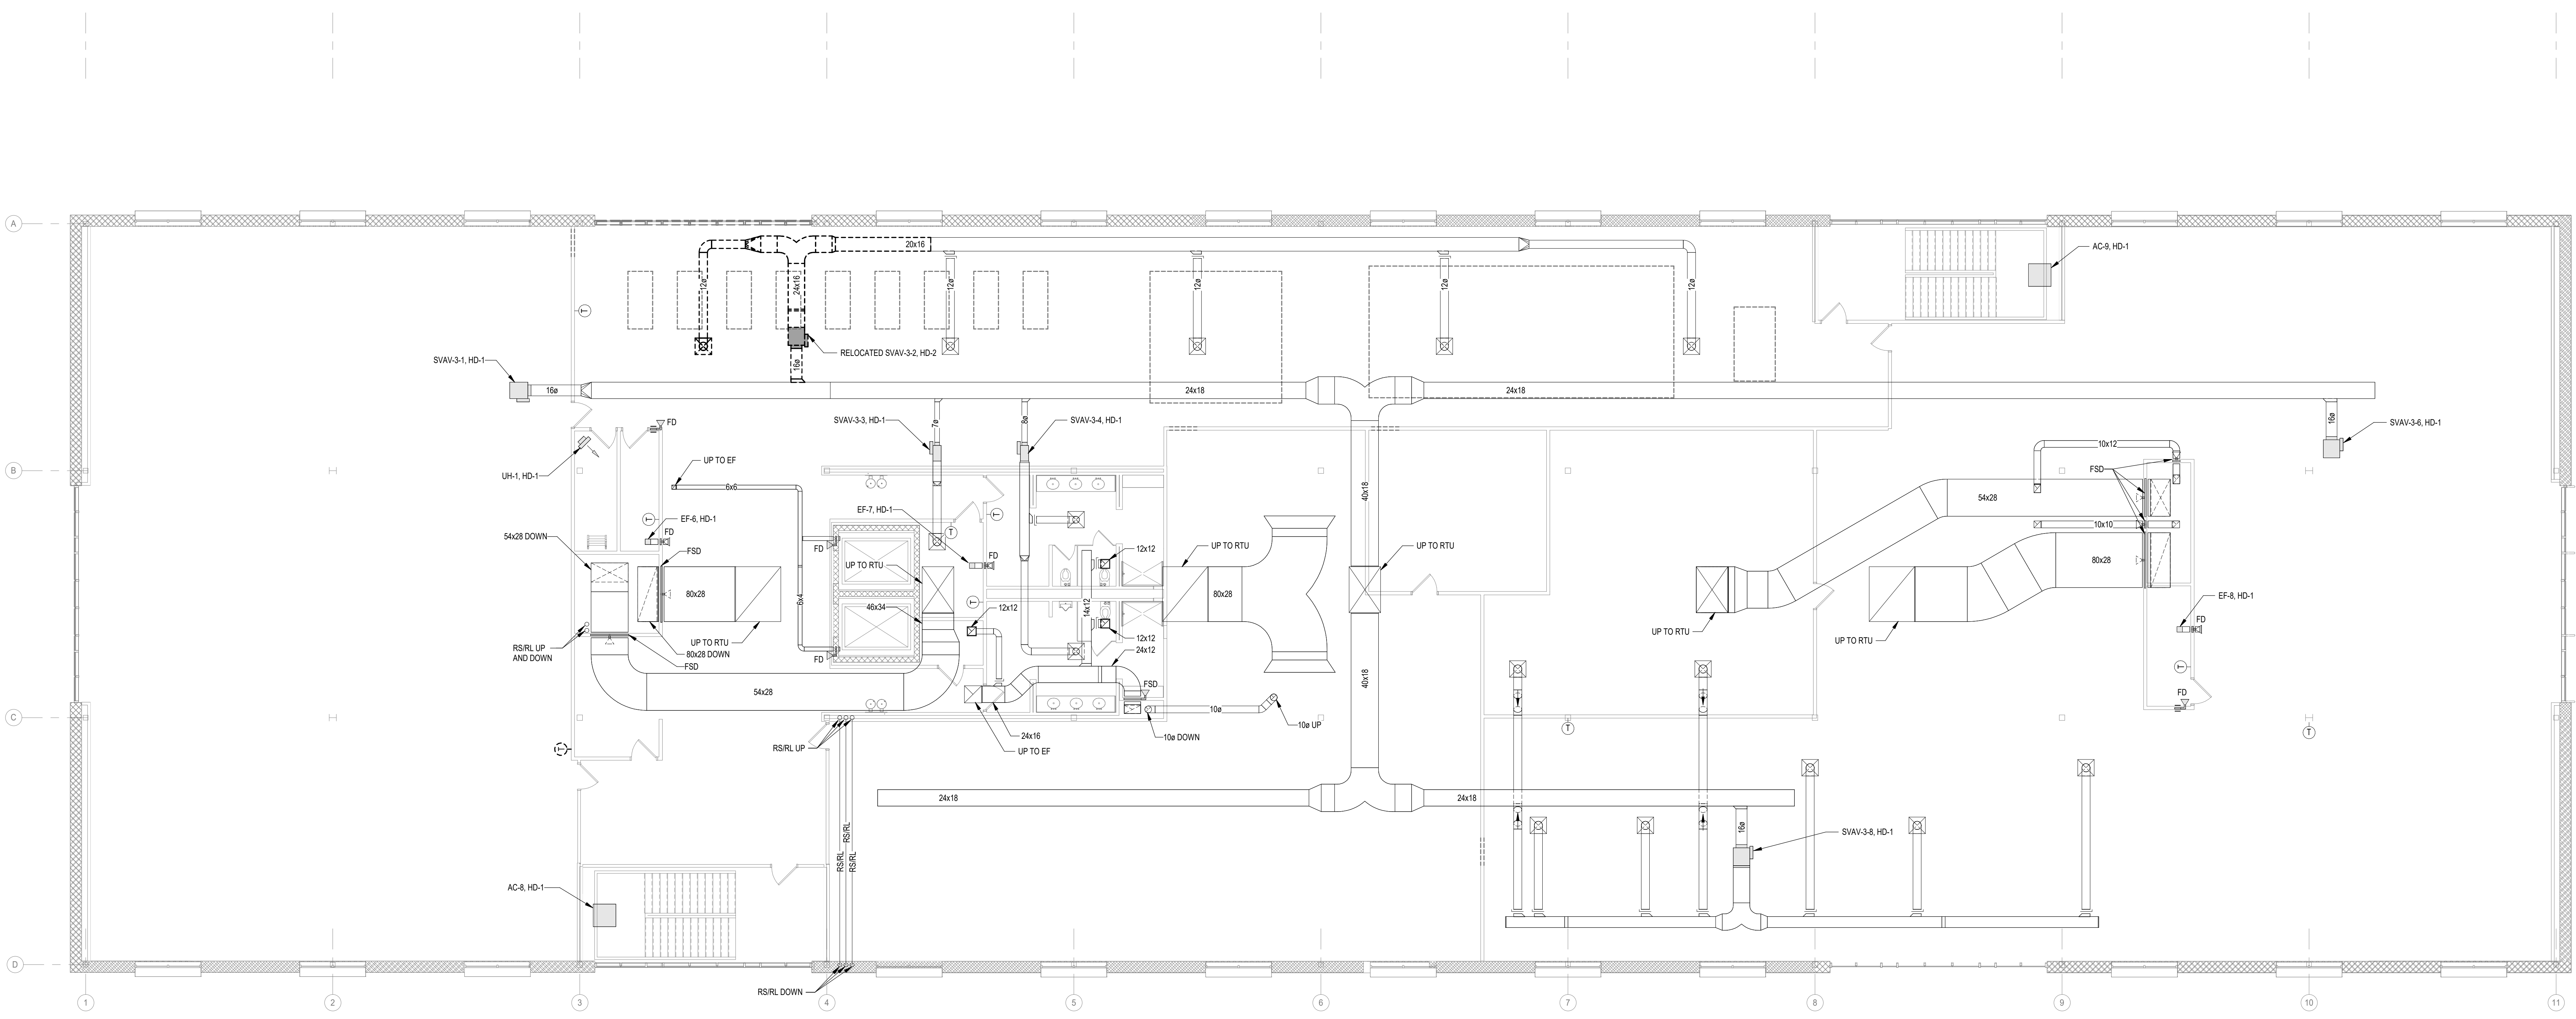 A
20x16
AC-9, HD-1
12ø
24x16
12ø
12ø
12ø
12ø
T
RELOCATED SVAV-3-2, HD-2
SVAV-3-1, HD-1
16ø
16ø
24x18
24x18
SVAV-3-3, HD-1
7ø
8ø
SVAV-3-4, HD-1
FD
16ø
SVAV-3-6, HD-1
10x12
B
UP TO EF
FSD
UH-1, HD-1
6x6
40x18
54x28
EF-7, HD-1
T
T
EF-6, HD-1
T
10x10
FD
54x28 DOWN
FD
FSD
FD
12x12
UP TO RTU
UP TO RTU
UP TO RTU
80x28
80x28
6x4
46x34
T
12x12
14x12
80x28
EF-8, HD-1
FD
UP TO RTU
UP TO RTU
UP TO RTU
12x12
RS/RL UP
AND DOWN
80x28 DOWN
24x12
FSD
FD
T
54x28
40x18
FSD
FD
C
10ø
10ø UP
10ø DOWN
24x16
T
T
RS/RL UP
UP TO EF
T
24x18
24x18
16ø
SVAV-3-8, HD-1
RS/RL
RS/RL
RS/RL
AC-8, HD-1
D
RS/RL DOWN
1
2
3
4
5
6
7
8
9
10
11